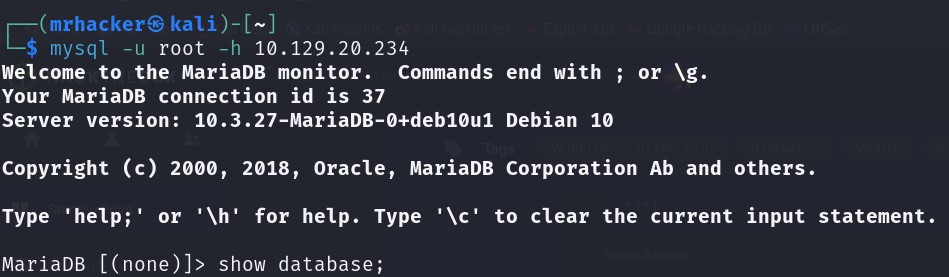 ┌──(mrhacker㉿kali)-[~]
└─$ mysql -u root -h 10.129.20.234
Welcome to the MariaDB monitor.  Commands end with ; or \g.
Your MariaDB connection id is 37
Server version: 10.3.27-MariaDB-0+deb10u1 Debian 10
Copyright (c) 2000, 2018, Oracle, MariaDB Corporation Ab and others.
Tags
Type 'help;' or '\h' for help. Type '\c' to clear the current input statement.
MariaDB [(none)]> show database;